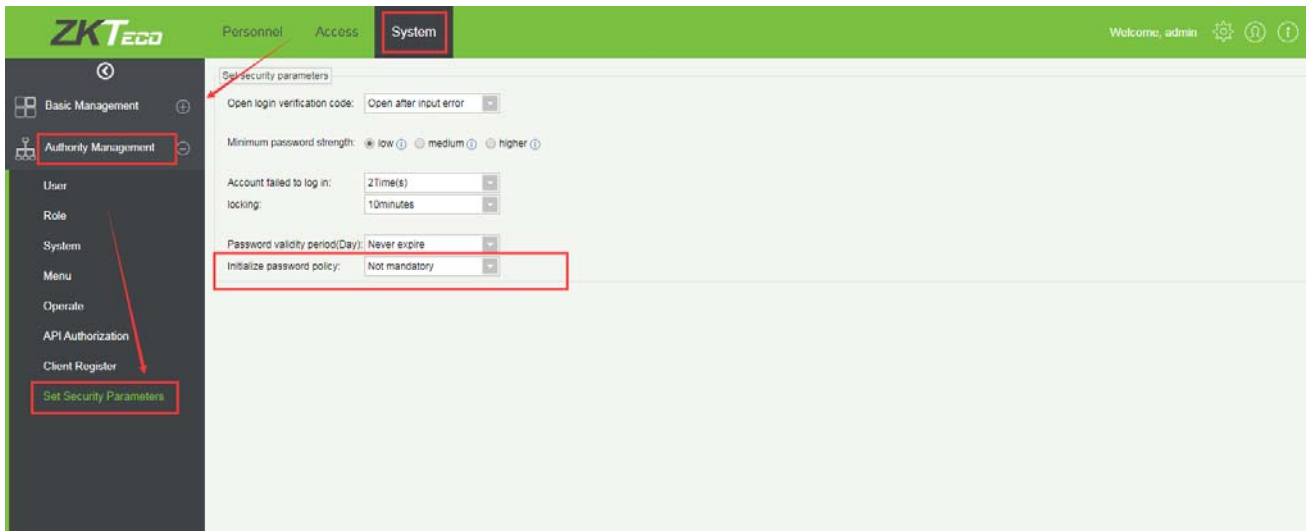 ZKTECO
Personnel Access System
Welcome, admin
Basic Management
Authority Management
User
Role
System
Menu
Operate
API Authorization
Client Register
Set Security Parameters
Set security parameters
Open login verification code: Open after input error
Minimum password strength: low medium higher
Account failed to log in: 2Time(s)
locking: 10minutes
Password validity period(Day): Never expire
Initialize password policy: Not mandatory